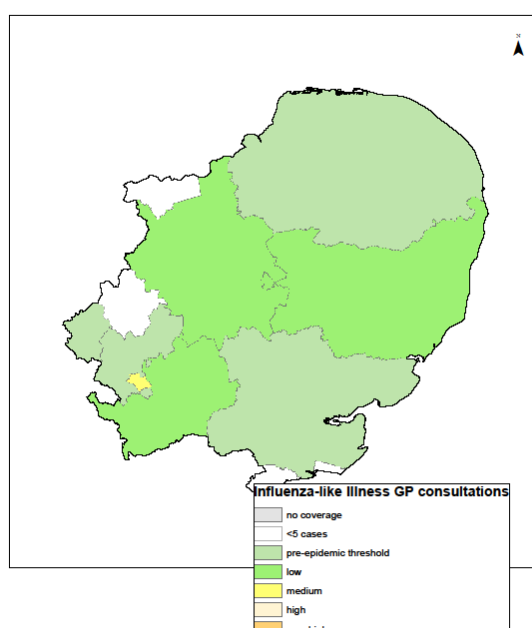 N
Influenza-like Illness GP consultations
no coverage
<5 cases
pre-epidemic threshold
low
medium
high